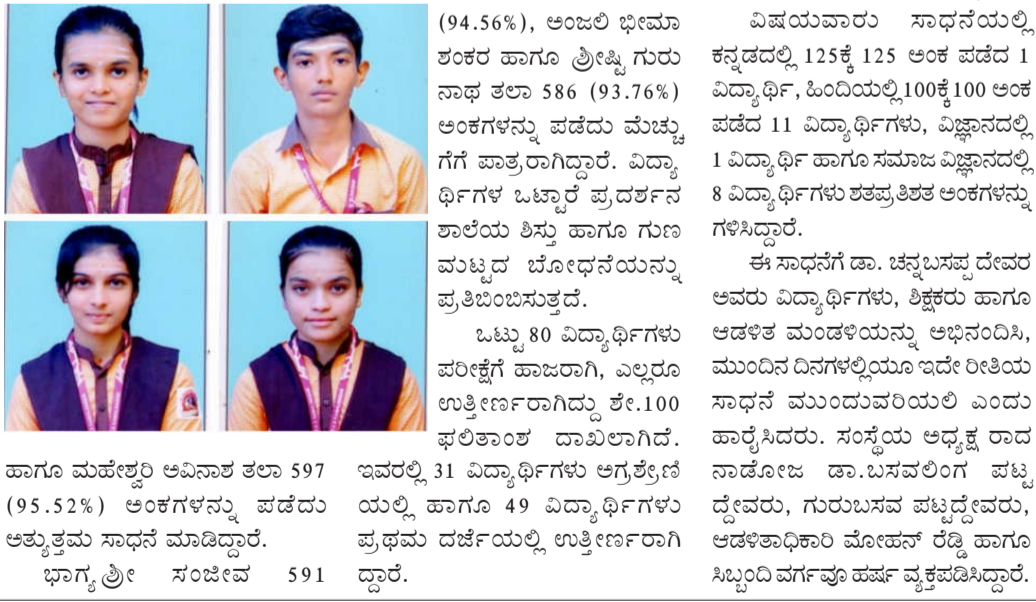 ಹಾಗೂ ಮಹೇಶ್ವರಿ ಅವಿನಾಶ ತಲಾ 597
(95.52%) ಅಂಕಗಳನ್ನು ಪಡೆದು
ಅತ್ಯುತ್ತಮ ಸಾಧನೆ ಮಾಡಿದ್ದಾರೆ.
ಭಾಗ್ಯಶ್ರೀ ಸಂಜೀವ 591
(94.56%), ಅಂಜಲಿ ಭೀಮಾ
ಶಂಕರ ಹಾಗೂ ಶ್ರೀಷ್ಟಿ ಗುರು
ನಾಥ ತಲಾ 586 (93.76%)
ಅಂಕಗಳನ್ನು ಪಡೆದು ಮೆಚ್ಚು
ಗೆಗೆ ಪಾತ್ರರಾಗಿದ್ದಾರೆ. ವಿದ್ಯಾ
ರ್ಥಿಗಳ ಒಟ್ಟಾರೆ ಪ್ರದರ್ಶನ
ಶಾಲೆಯ ಶಿಸ್ತು ಹಾಗೂ ಗುಣ
ಮಟ್ಟದ ಬೋಧನೆಯನ್ನು
ಪ್ರತಿಬಿಂಬಿಸುತ್ತದೆ.
ಒಟ್ಟು 80 ವಿದ್ಯಾರ್ಥಿಗಳು
ಪರೀಕ್ಷೆಗೆ ಹಾಜರಾಗಿ, ಎಲ್ಲರೂ
ಉತ್ತೀರ್ಣರಾಗಿದ್ದು ಶೇ.100
ಫಲಿತಾಂಶ ದಾಖಲಾಗಿದೆ.
ಇವರಲ್ಲಿ 31 ವಿದ್ಯಾರ್ಥಿಗಳು ಅಗ್ರಶ್ರೇಣಿ
ಯಲ್ಲಿ ಹಾಗೂ 49 ವಿದ್ಯಾರ್ಥಿಗಳು
ಪ್ರಥಮ ದರ್ಜೆಯಲ್ಲಿ ಉತ್ತೀರ್ಣರಾಗಿ
ದ್ದಾರೆ.
ವಿಷಯವಾರು ಸಾಧನೆಯಲ್ಲಿ
ಕನ್ನಡದಲ್ಲಿ 125ಕ್ಕೆ 125 ಅಂಕ ಪಡೆದ 1
ವಿದ್ಯಾರ್ಥಿ, ಹಿಂದಿಯಲ್ಲಿ 100ಕ್ಕೆ 100 ಅಂಕ
ಪಡೆದ 11 ವಿದ್ಯಾರ್ಥಿಗಳು, ವಿಜ್ಞಾನದಲ್ಲಿ
1 ವಿದ್ಯಾರ್ಥಿ ಹಾಗೂ ಸಮಾಜ ವಿಜ್ಞಾನದಲ್ಲಿ
8 ವಿದ್ಯಾರ್ಥಿಗಳು ಶತಪ್ರತಿಶತ ಅಂಕಗಳನ್ನು
ಗಳಿಸಿದ್ದಾರೆ.
ಈ ಸಾಧನೆಗೆ ಡಾ. ಚನ್ನಬಸಪ್ಪ ದೇವರ
ಅವರು ವಿದ್ಯಾರ್ಥಿಗಳು, ಶಿಕ್ಷಕರು ಹಾಗೂ
ಆಡಳಿತ ಮಂಡಳಿಯನ್ನು ಅಭಿನಂದಿಸಿ,
ಮುಂದಿನ ದಿನಗಳಲ್ಲಿಯೂ ಇದೇ ರೀತಿಯ
ಸಾಧನೆ ಮುಂದುವರಿಯಲಿ ಎಂದು
ಹಾರೈಸಿದರು. ಸಂಸ್ಥೆಯ ಅಧ್ಯಕ್ಷ ರಾದ
ನಾಡೋಜ ಡಾ.ಬಸವಲಿಂಗ ಪಟ್ಟ
ದ್ದೇವರು, ಗುರುಬಸವ ಪಟ್ಟದ್ದೇವರು,
ಆಡಳಿತಾಧಿಕಾರಿ ಮೋಹನ್ ರೆಡ್ಡಿ ಹಾಗೂ
ಸಿಬ್ಬಂದಿ ವರ್ಗವೂ ಹರ್ಷ ವ್ಯಕ್ತಪಡಿಸಿದ್ದಾರೆ.